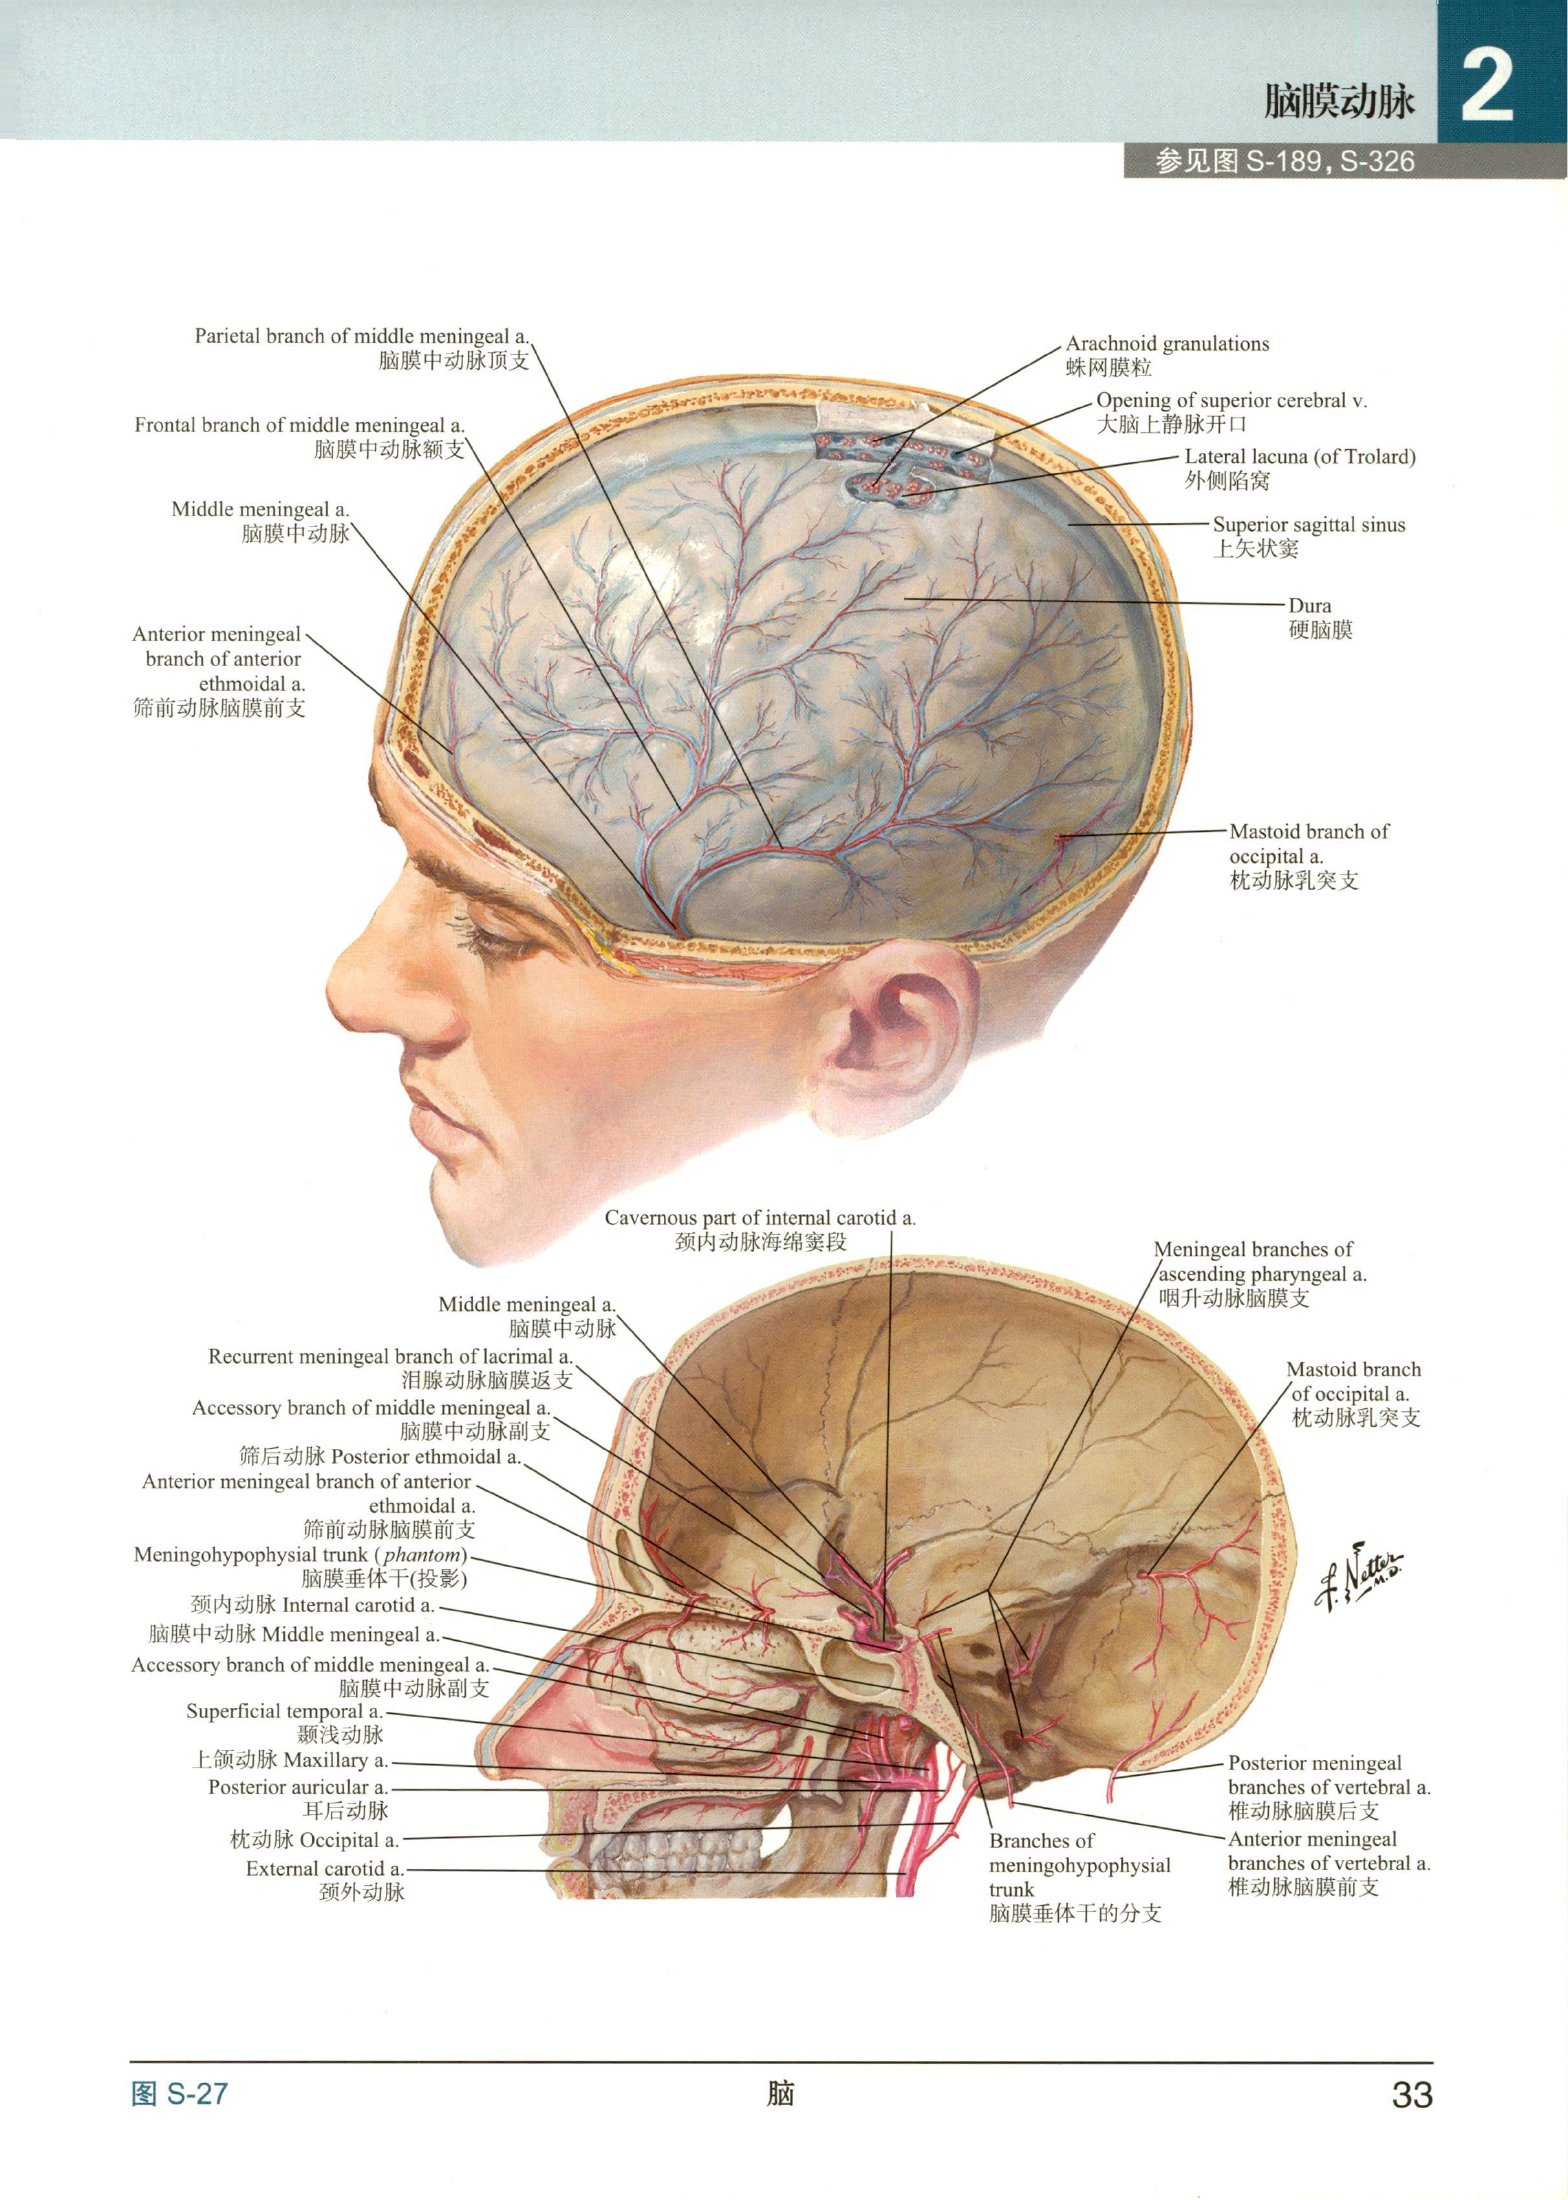 脑膜动脉
2
参见图 S-189, S-326
Parietal branch of middle meningeal a.
脑膜中动脉顶支
Frontal branch of middle meningeal a.
脑膜中动脉额支
Middle meningeal a.
脑膜中动脉
Anterior meningeal
branch of anterior
ethmoidal a.
筛前动脉脑膜前支
Arachnoid granulations
蛛网膜粒
Opening of superior cerebral v.
大脑上静脉开口
Lateral lacuna (of Trolard)
外侧陷窝
Superior sagittal sinus
上矢状窦
Dura
硬脑膜
Mastoid branch of
occipital a.
枕动脉乳突支
Cavernous part of internal carotid a.
颈内动脉海绵窦段
Middle meningeal a.
脑膜中动脉
Recurrent meningeal branch of lacrimal a.
泪腺动脉脑膜返支
Accessory branch of middle meningeal a.
脑膜中动脉副支
筛后动脉 Posterior ethmoidal a.
Anterior meningeal branch of anterior
ethmoidal a.
筛前动脉脑膜前支
Meningohypophysial trunk (phantom)
脑膜垂体干(投影)
颈内动脉 Internal carotid a.
脑膜中动脉 Middle meningeal a.
Accessory branch of middle meningeal a.
脑膜中动脉副支
Superficial temporal a.
颞浅动脉
上颌动脉 Maxillary a.
Posterior auricular a.
耳后动脉
枕动脉 Occipital a.
External carotid a.
颈外动脉
Meningeal branches of
ascending pharyngeal a.
咽升动脉脑膜支
Mastoid branch
of occipital a.
枕动脉乳突支
F. Netter
M.D.
Posterior meningeal
branches of vertebral a.
椎动脉脑膜后支
Anterior meningeal
branches of vertebral a.
椎动脉脑膜前支
Branches of
meningohypophysial
trunk
脑膜垂体干的分支
图 S-27
脑
33